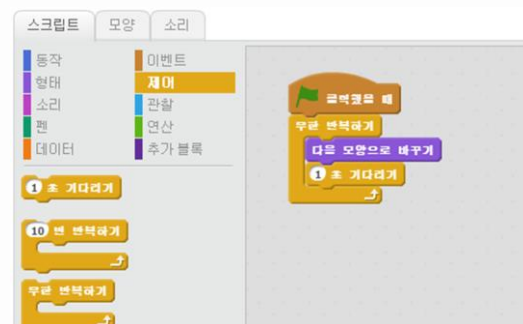 스크립트 모양 소리
동작 이벤트
형태 제어
소리 관찰
펜 연산
데이터 추가 블록
1 초 기다리기
10 번 반복하기
무한 반복하기
클릭했을 때
무한 반복하기
다음 모양으로 바꾸기
1 초 기다리기